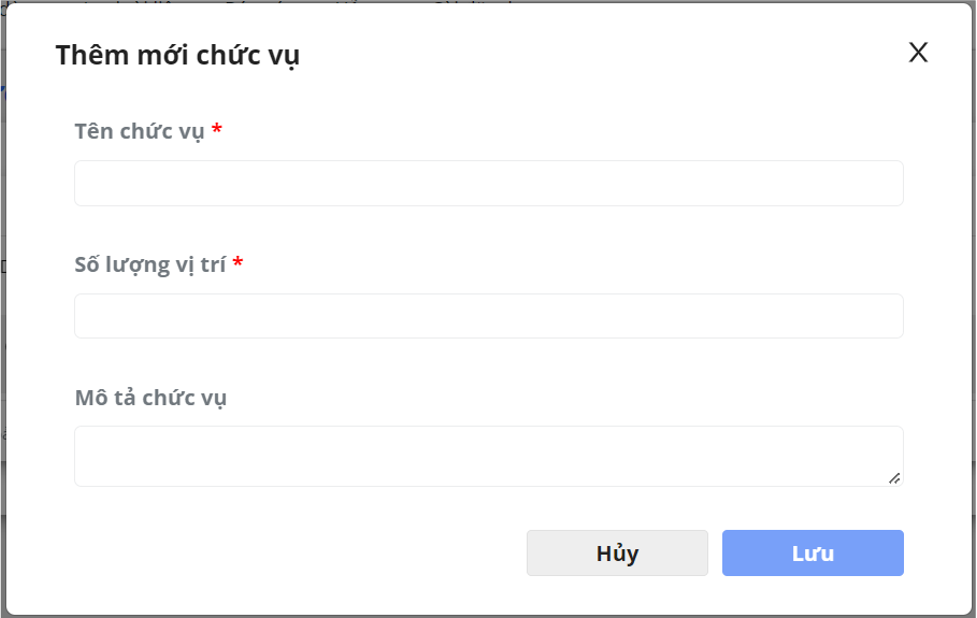 Thêm mới chức vụ
X
Tên chức vụ *
Số lượng vị trí *
Mô tả chức vụ
Hủy
Lưu